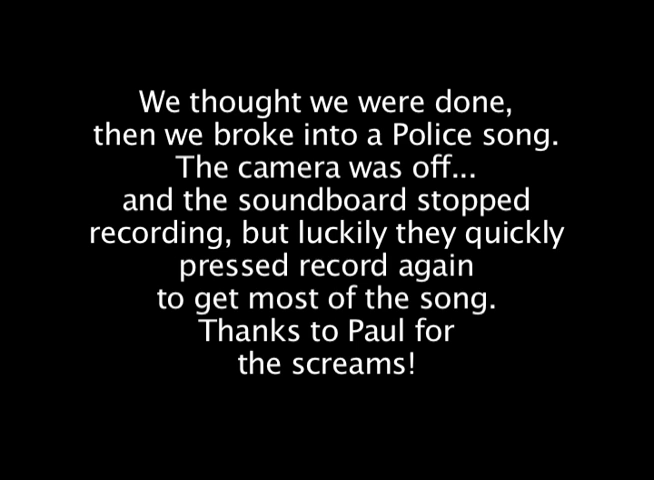 We thought we were done,
then we broke into a Police song.
The camera was off...
and the soundboard stopped
recording, but luckily they quickly
pressed record again
to get most of the song.
Thanks to Paul for
the screams!